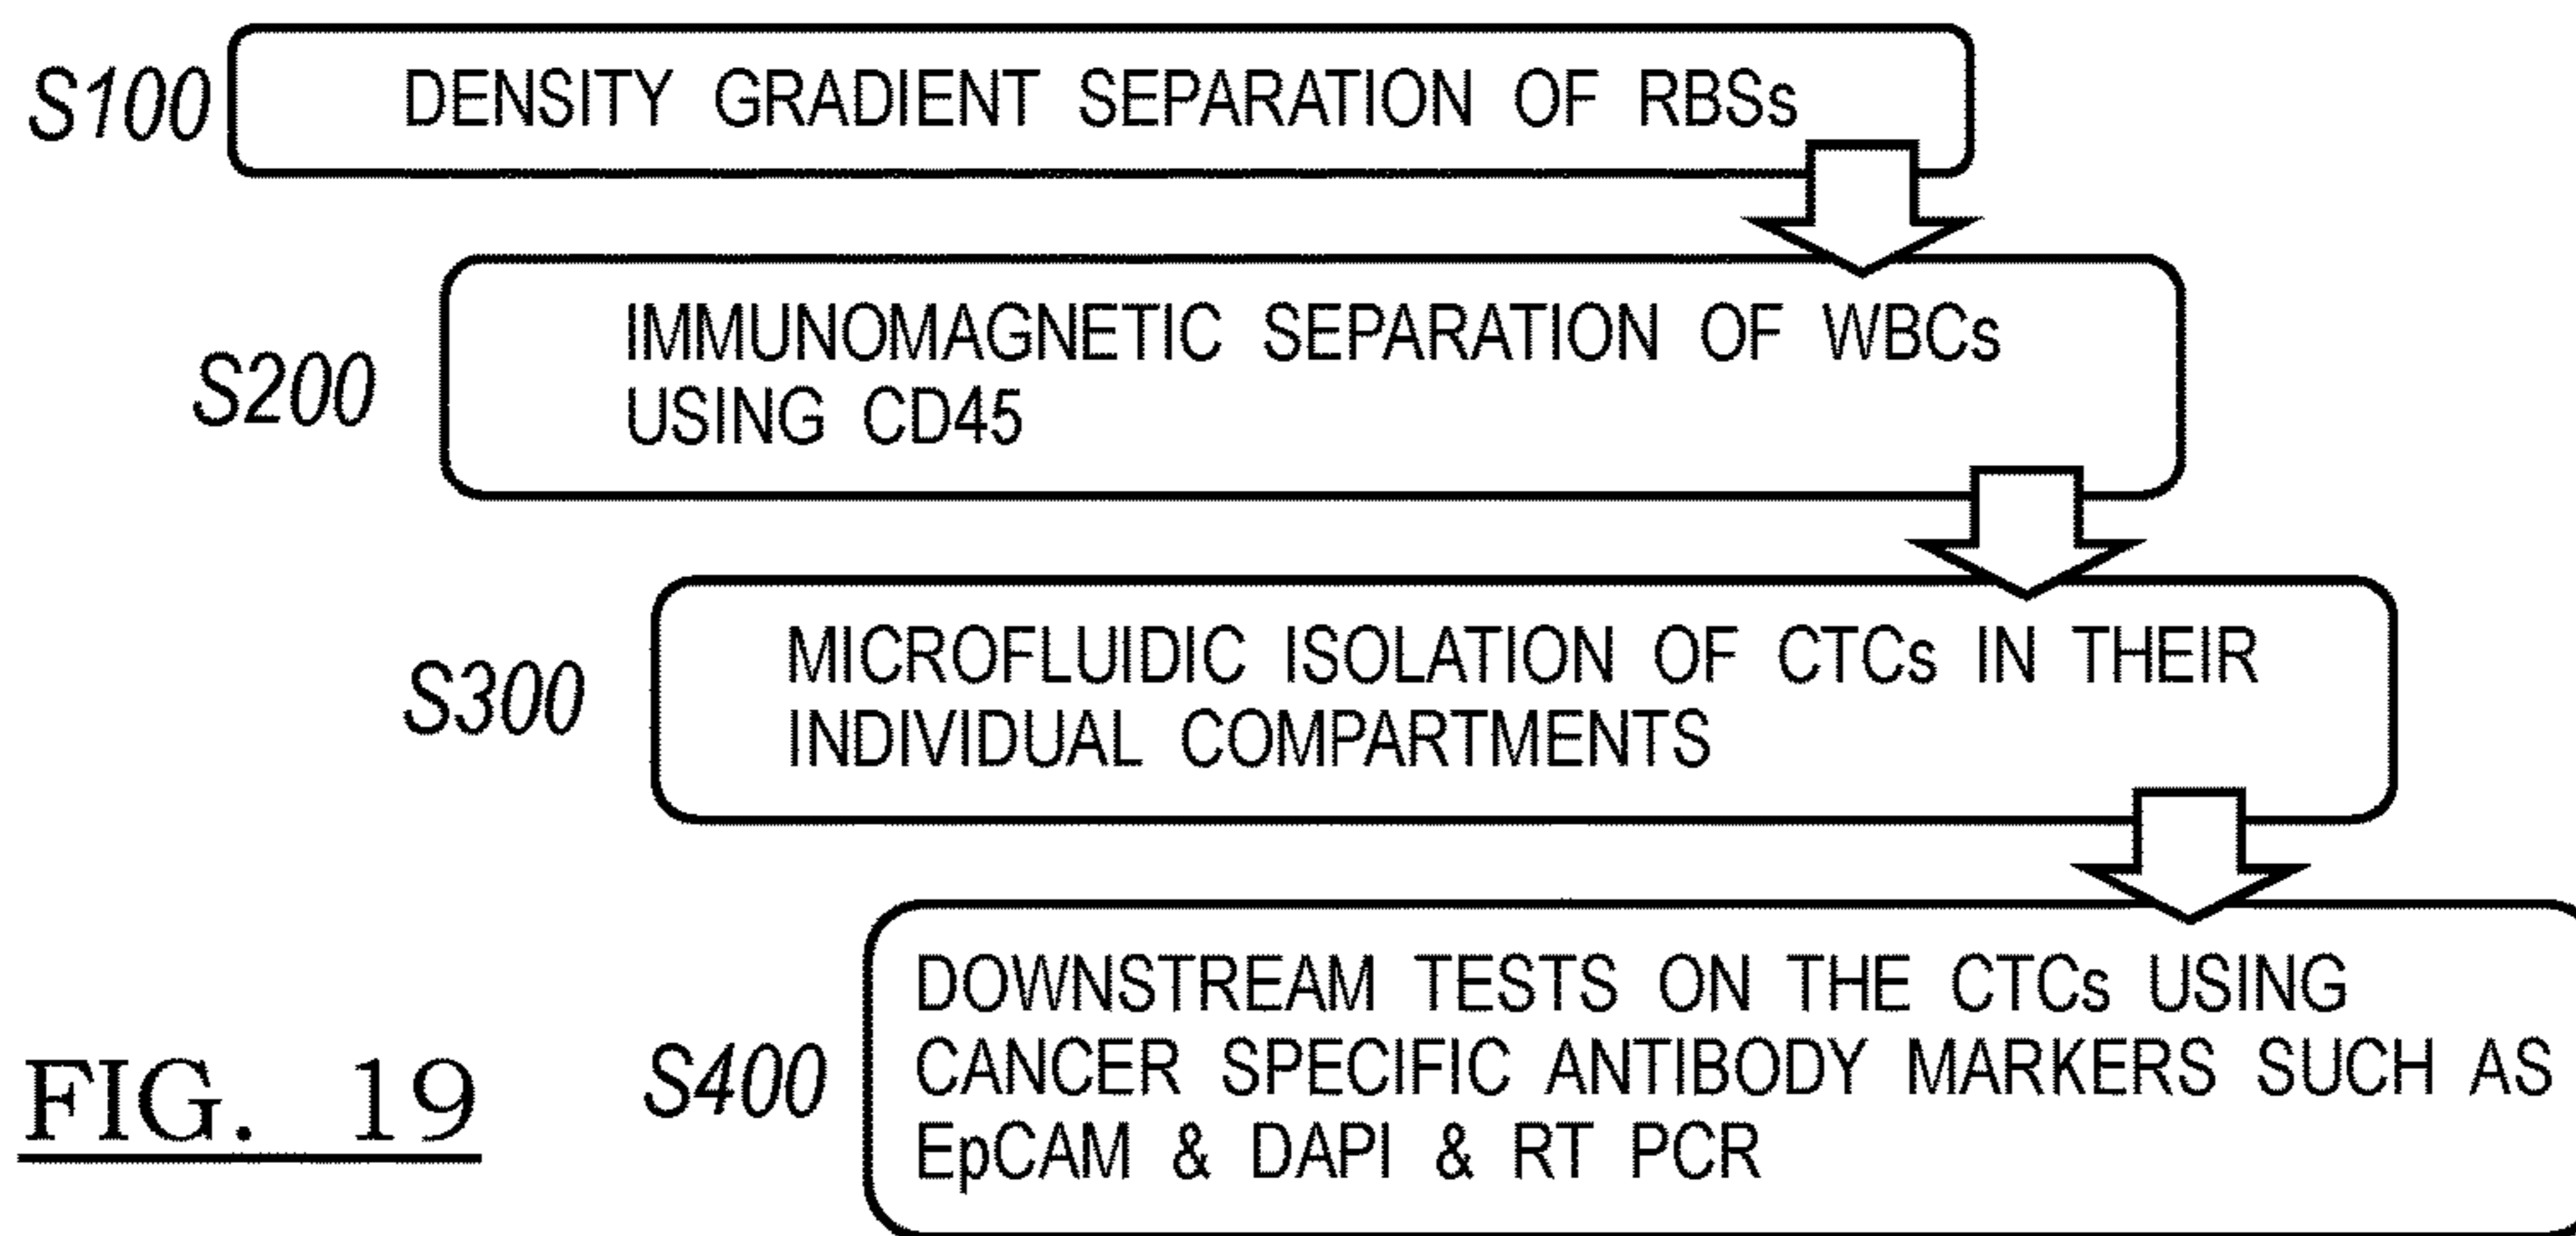 S100 DENSITY GRADIENT SEPARATION OF RBSs
S200 IMMUNOMAGNETIC SEPARATION OF WBCs
USING CD45
S300 MICROFLUIDIC ISOLATION OF CTCs IN THEIR
INDIVIDUAL COMPARTMENTS
S400 DOWNSTREAM TESTS ON THE CTCs USING
CANCER SPECIFIC ANTIBODY MARKERS SUCH AS
EpCAM & DAPI & RT PCR
FIG. 19